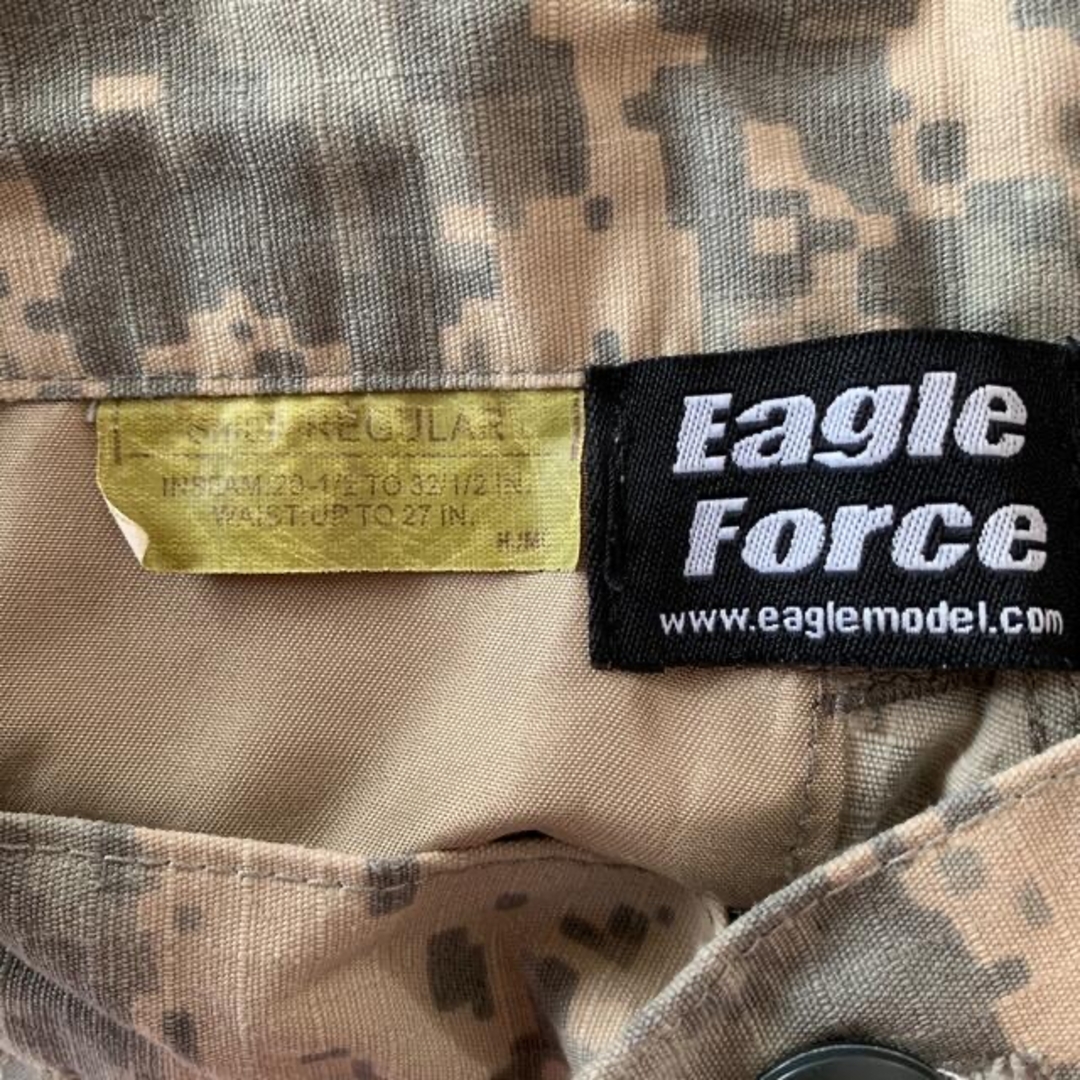 REGULAR
INSEAM:29-1/2 TO 32 1/2 IN.
WAIST:UP TO 27 IN.
Eagle
Force
www.eaglemodel.com